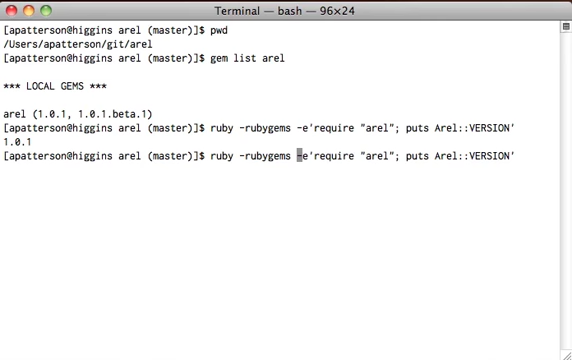 Terminal — bash — 96×24
[apatterson@higgins arel (master)]$ pwd
/Users/apatterson/git/arel
[apatterson@higgins arel (master)]$ gem list arel
*** LOCAL GEMS ***
arel (1.0.1, 1.0.1.beta.1)
[apatterson@higgins arel (master)]$ ruby -rubygems -e'require "arel"; puts Arel::VERSION'
1.0.1
[apatterson@higgins arel (master)]$ ruby -rubygems -e'require "arel"; puts Arel::VERSION'